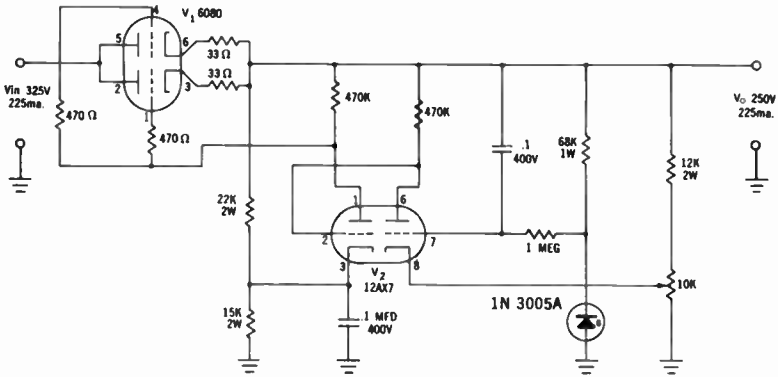 V1 6080
4
5
6
33 Ω
33 Ω
2
3
1
Vin 325V
225ma.
470 Ω
470 Ω
470K
470K
.1
400V
68K
1W
VO 250V
225ma.
12K
2W
22K
2W
1
6
2
7
3
8
V2
12AX7
1 MEG
10K
1N 3005A
15K
2W
.1 MFD
400V